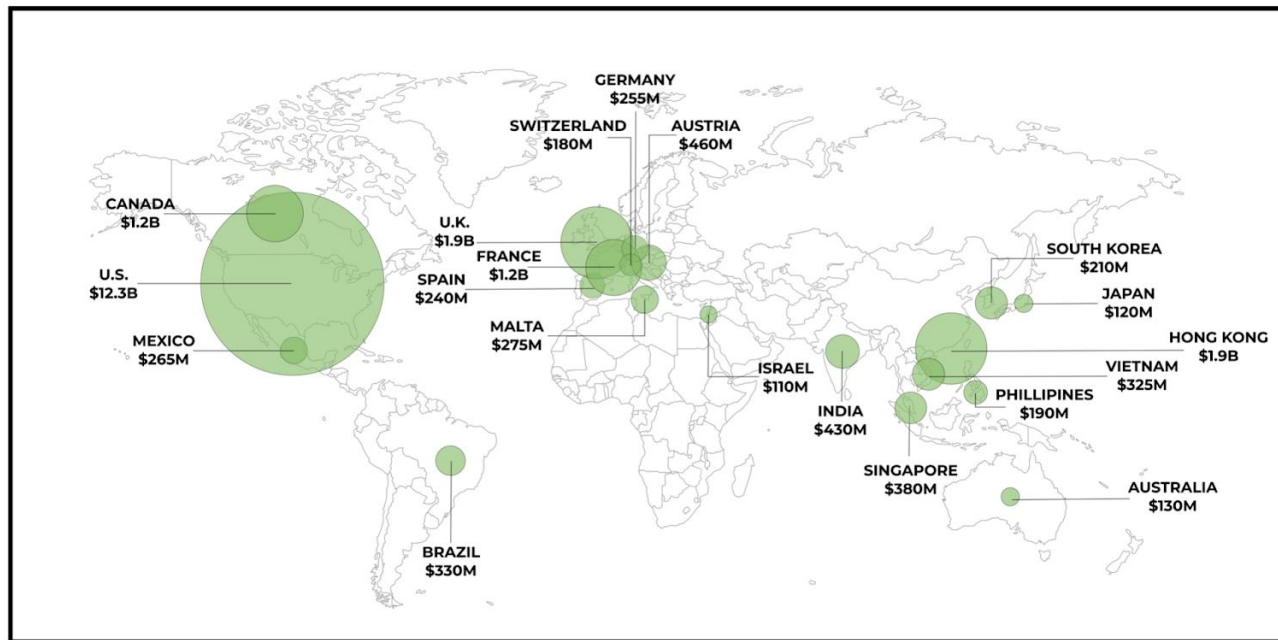 GERMANY
$255M
SWITZERLAND
$180M
AUSTRIA
$460M
CANADA
$1.2B
U.K.
$1.9B
FRANCE
$1.2B
SOUTH KOREA
$210M
U.S.
$12.3B
SPAIN
$240M
JAPAN
$120M
MALTA
$275M
MEXICO
$265M
HONG KONG
$1.9B
ISRAEL
$110M
VIETNAM
$325M
PHILLIPINES
$190M
INDIA
$430M
SINGAPORE
$380M
AUSTRALIA
$130M
BRAZIL
$330M